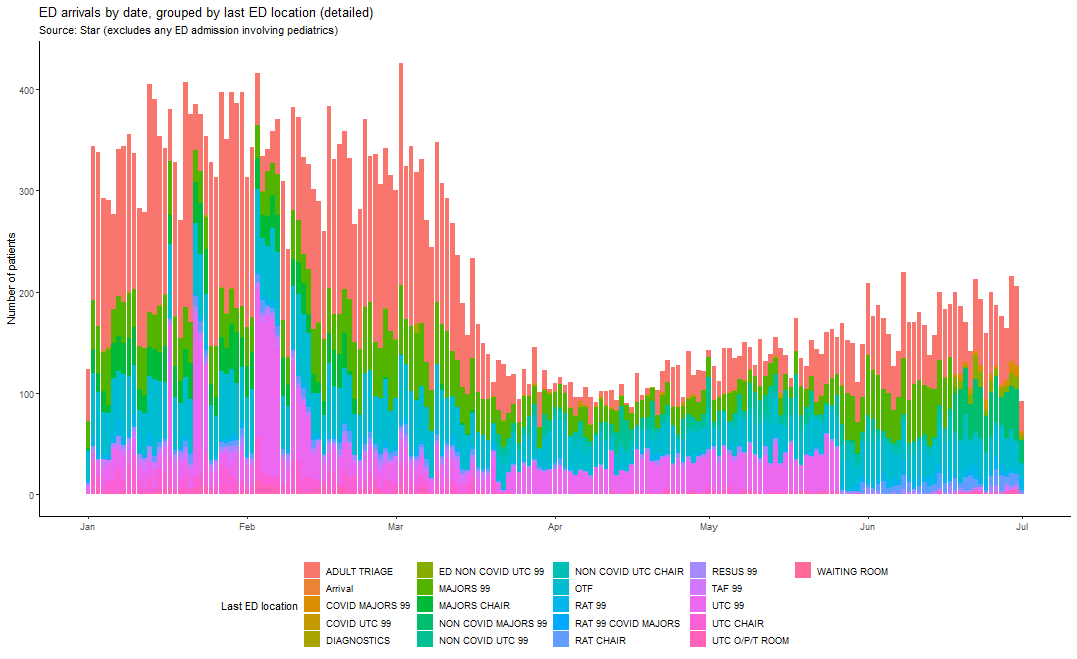 ED arrivals by date, grouped by last ED location (detailed)
Source: Star (excludes any ED admission involving pediatrics)
Number of patients
400
300
200
100
0
Jan Feb Mar Apr May Jun Jul
Last ED location
ADULT TRIAGE
Arrival
COVID MAJORS 99
COVID UTC 99
DIAGNOSTICS
ED NON COVID UTC 99
MAJORS 99
MAJORS CHAIR
NON COVID MAJORS 99
NON COVID UTC 99
NON COVID UTC CHAIR
OTF
RAT 99
RAT 99 COVID MAJORS
RAT CHAIR
RESUS 99
TAF 99
UTC 99
UTC CHAIR
UTC O/P/T ROOM
WAITING ROOM